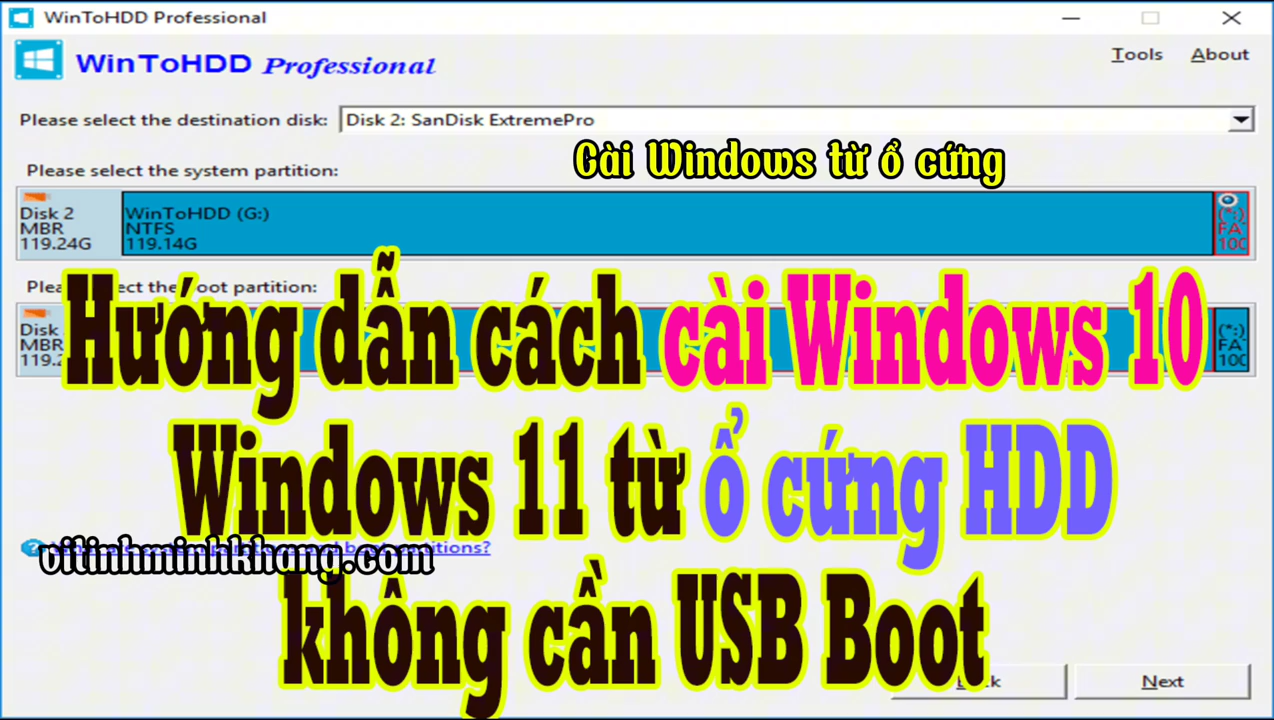 WinToHDD Professional
WinToHDD Professional
Tools About
Please select the destination disk: Disk 2: SanDisk ExtremePro
Cài Windows từ ổ cứng
Please select the system partition:
Disk 2
MBR
119.24G
WinToHDD (G:)
NTFS
119.14G
(*:)
Hướng dẫn cách cài Windows 10
Disk
MBR
(*:)
Windows 11 từ ổ cứng HDD
vitinhminhkhang.com
không cần USB Boot
Next